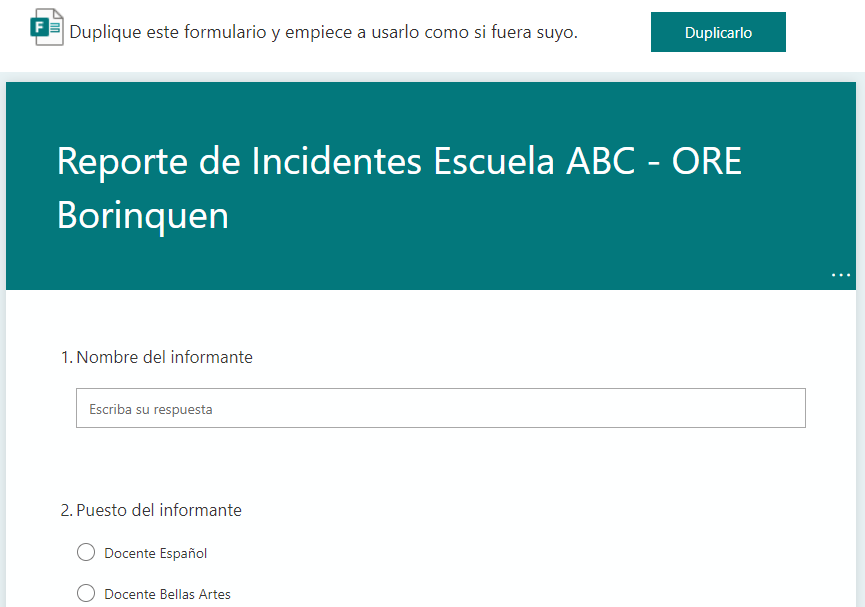 Duplique este formulario y empiece a usarlo como si fuera suyo.
Duplicarlo
Reporte de Incidentes Escuela ABC - ORE
Borinquen
...
1. Nombre del informante
Escriba su respuesta
2. Puesto del informante
Docente Español
Docente Bellas Artes